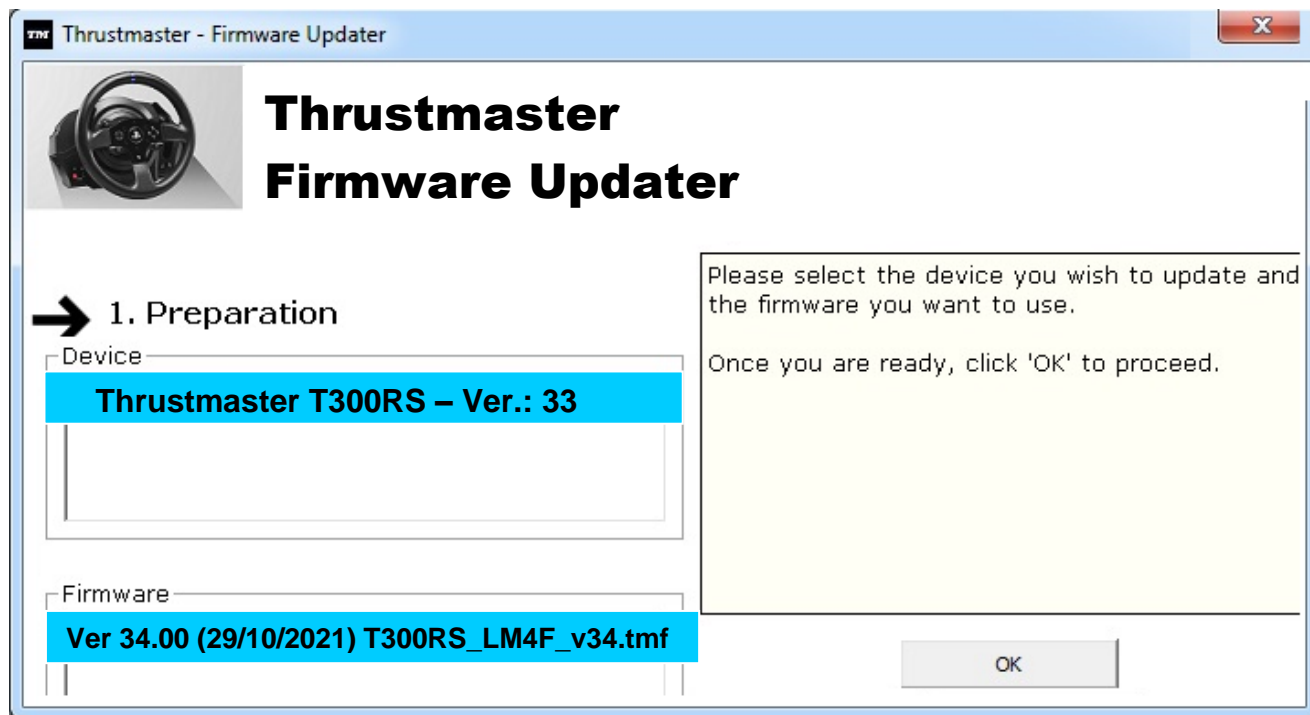 TM Thrustmaster - Firmware Updater
X
Thrustmaster
Firmware Updater
1. Preparation
Device
Thrustmaster T300RS – Ver.: 33
Firmware
Ver 34.00 (29/10/2021) T300RS_LM4F_v34.tmf
Please select the device you wish to update and
the firmware you want to use.
Once you are ready, click 'OK' to proceed.
OK